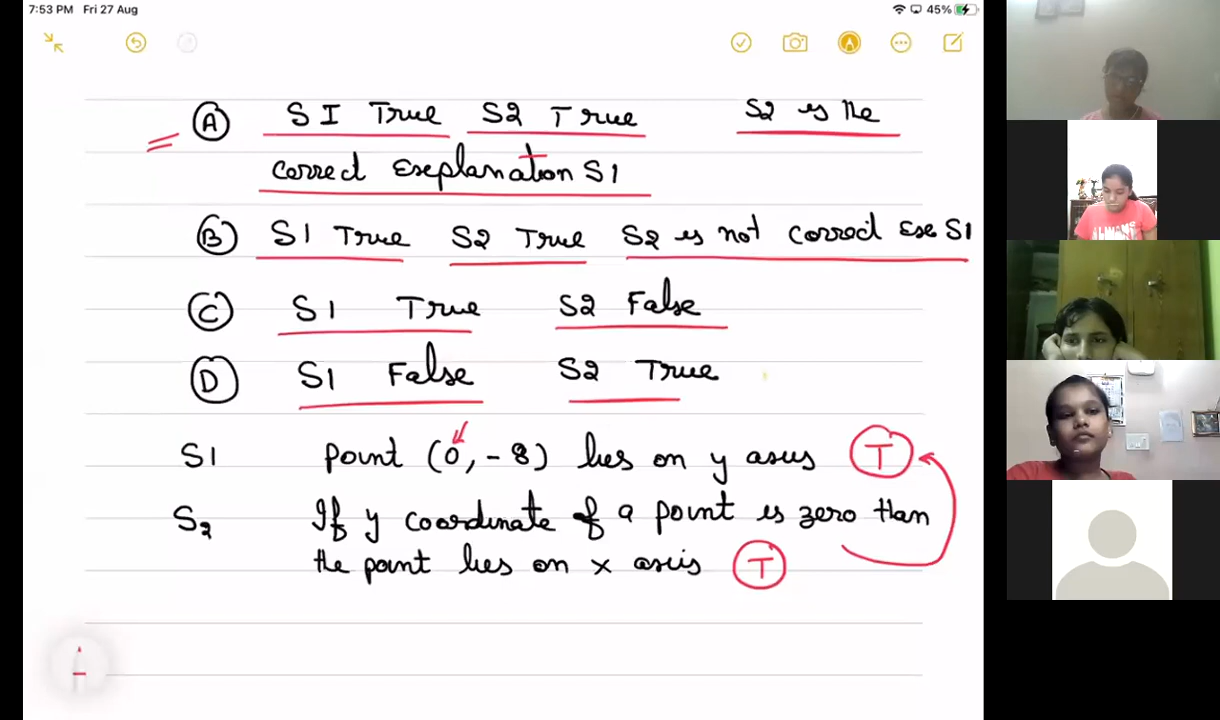 7:53 PM Fri 27 Aug
45%
A S I True S2 True S2 is the
correct Exeplanation S1
B S1 True S2 True S2 is not correct Exe S1
C S1 True S2 False
D S1 False S2 True
S1 point (0, -8) lies on y axis T
S2 If y coordinate of a point is zero than
the point lies on x axis T